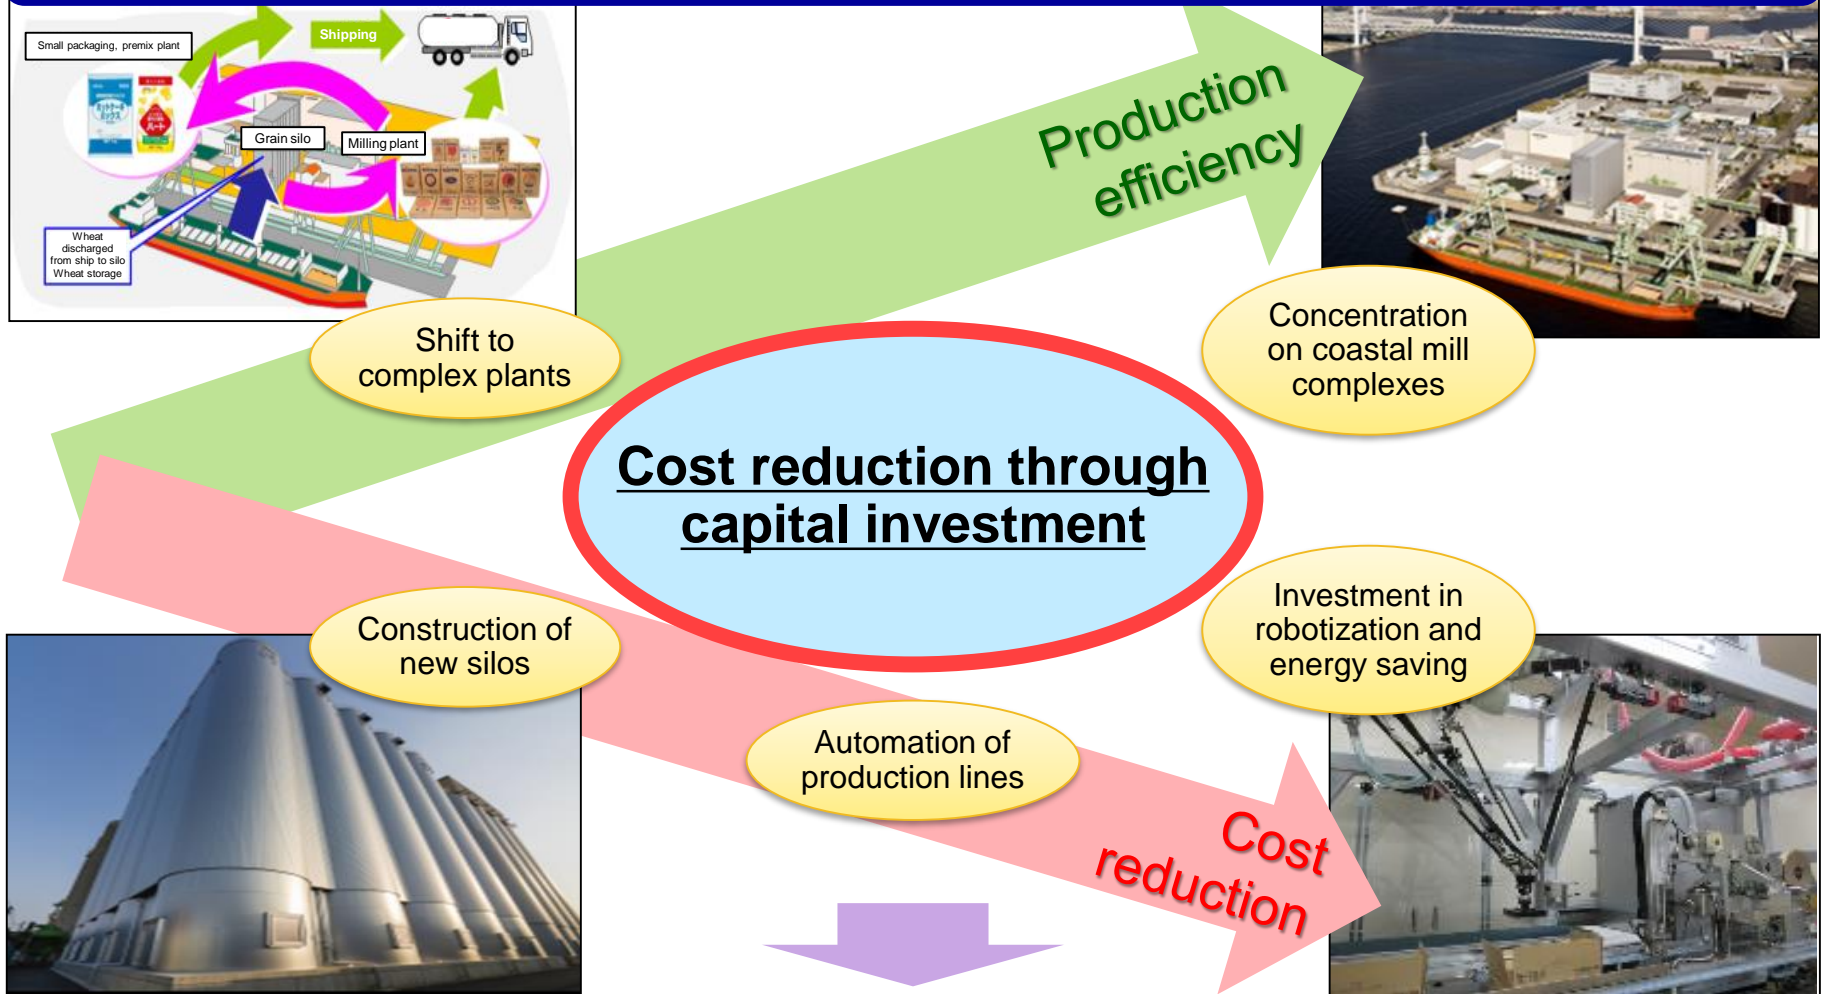 Small packaging, premix plant
Shipping
Grain silo
Milling plant
Wheat
discharged
from ship to silo
Wheat storage
Production
efficiency
Shift to
complex plants
Concentration
on coastal mill
complexes
Cost reduction through
capital investment
Construction of
new silos
Investment in
robotization and
energy saving
Automation of
production lines
Cost
reduction